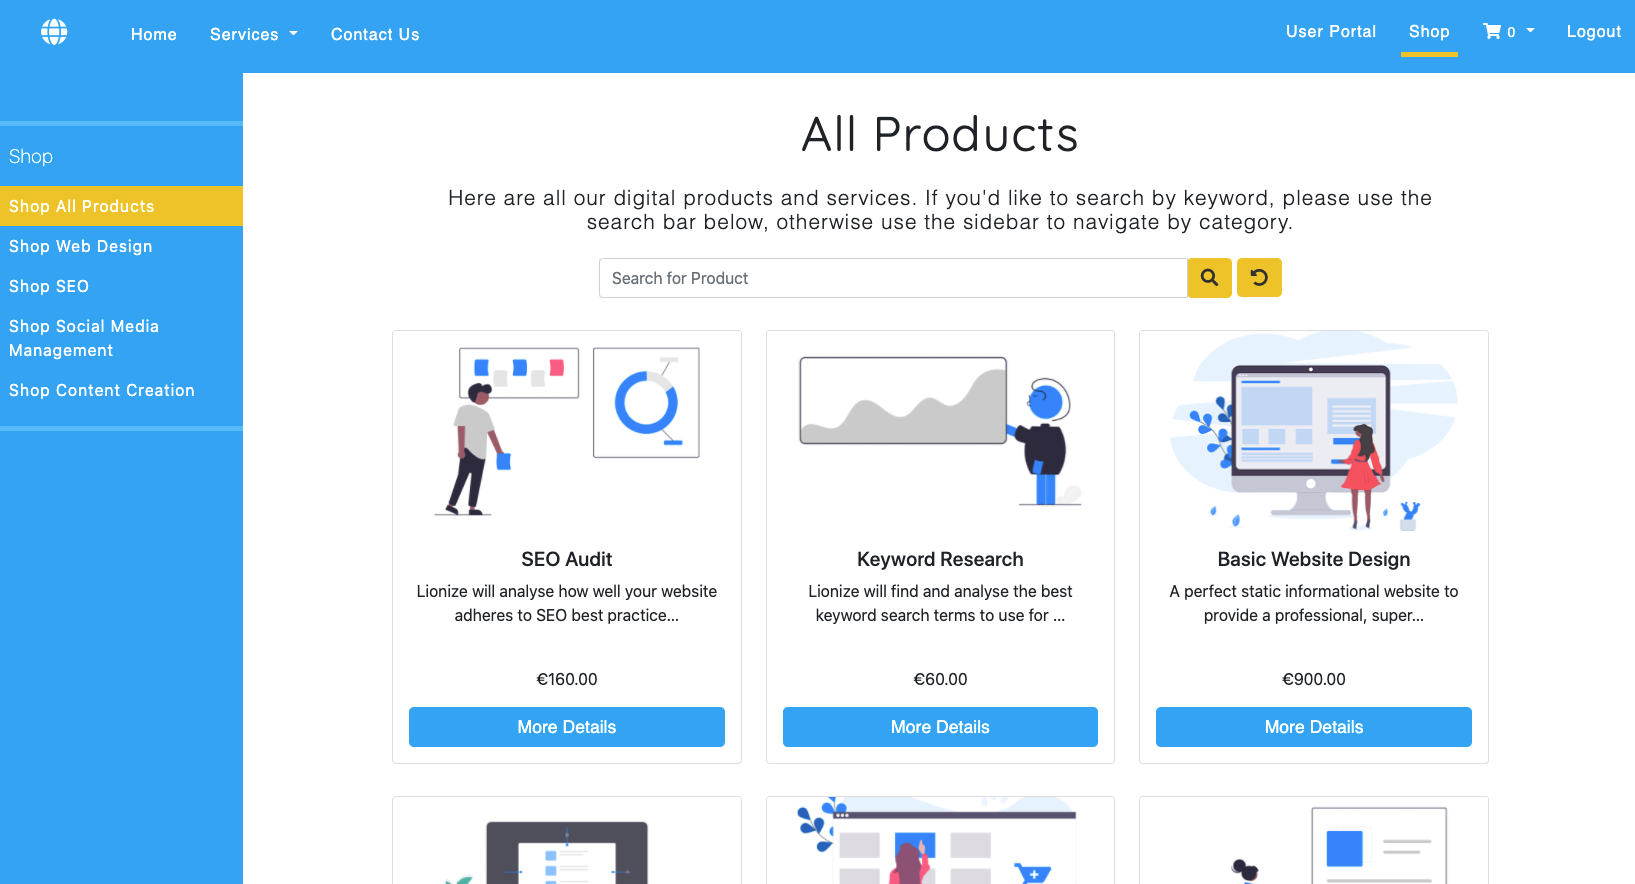 Home
Services
Contact Us
User Portal
Shop
0
Logout
Shop
Shop All Products
Shop Web Design
Shop SEO
Shop Social Media
Management
Shop Content Creation
All Products
Here are all our digital products and services. If you'd like to search by keyword, please use the
search bar below, otherwise use the sidebar to navigate by category.
Search for Product
SEO Audit
Lionize will analyse how well your website
adheres to SEO best practice...
€160.00
More Details
Keyword Research
Lionize will find and analyse the best
keyword search terms to use for ...
€60.00
More Details
Basic Website Design
A perfect static informational website to
provide a professional, super...
€900.00
More Details